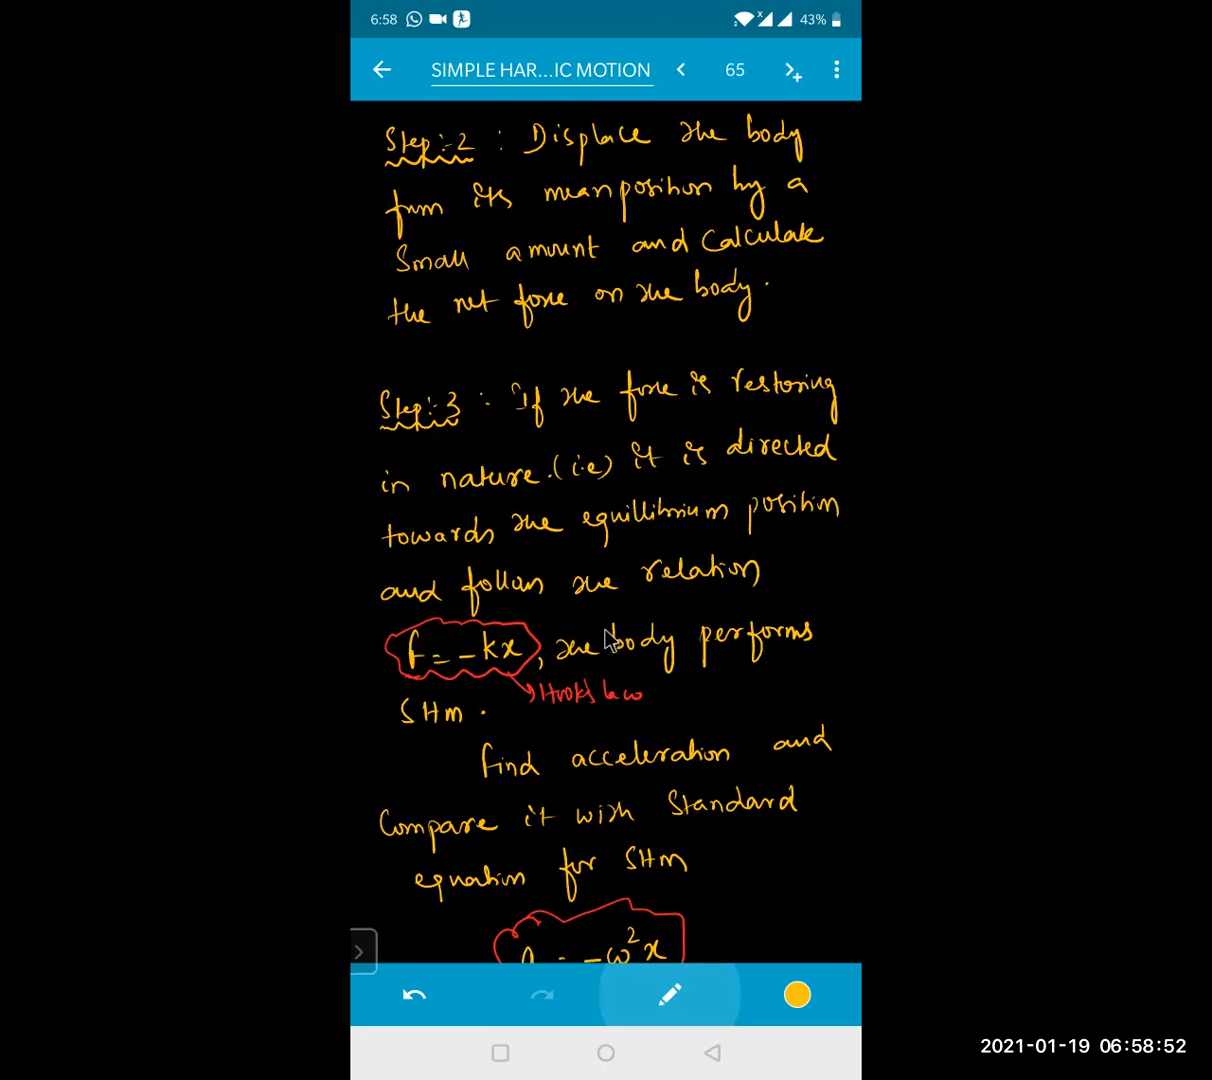 6:58 43%
SIMPLE HAR...IC MOTION 65
Step:-2 : Displace the body
from its mean position by a
small amount and Calculate
the net force on the body.
Step:-3 : If the force is restoring
in nature.(i.e) it is directed
towards the equillibrium position
and follows the relation
f = -kx, the body performs
Hook's law
SHM.
find acceleration and
Compare it with Standard
equation for SHM
= -ω²x
2021-01-19 06:58:52